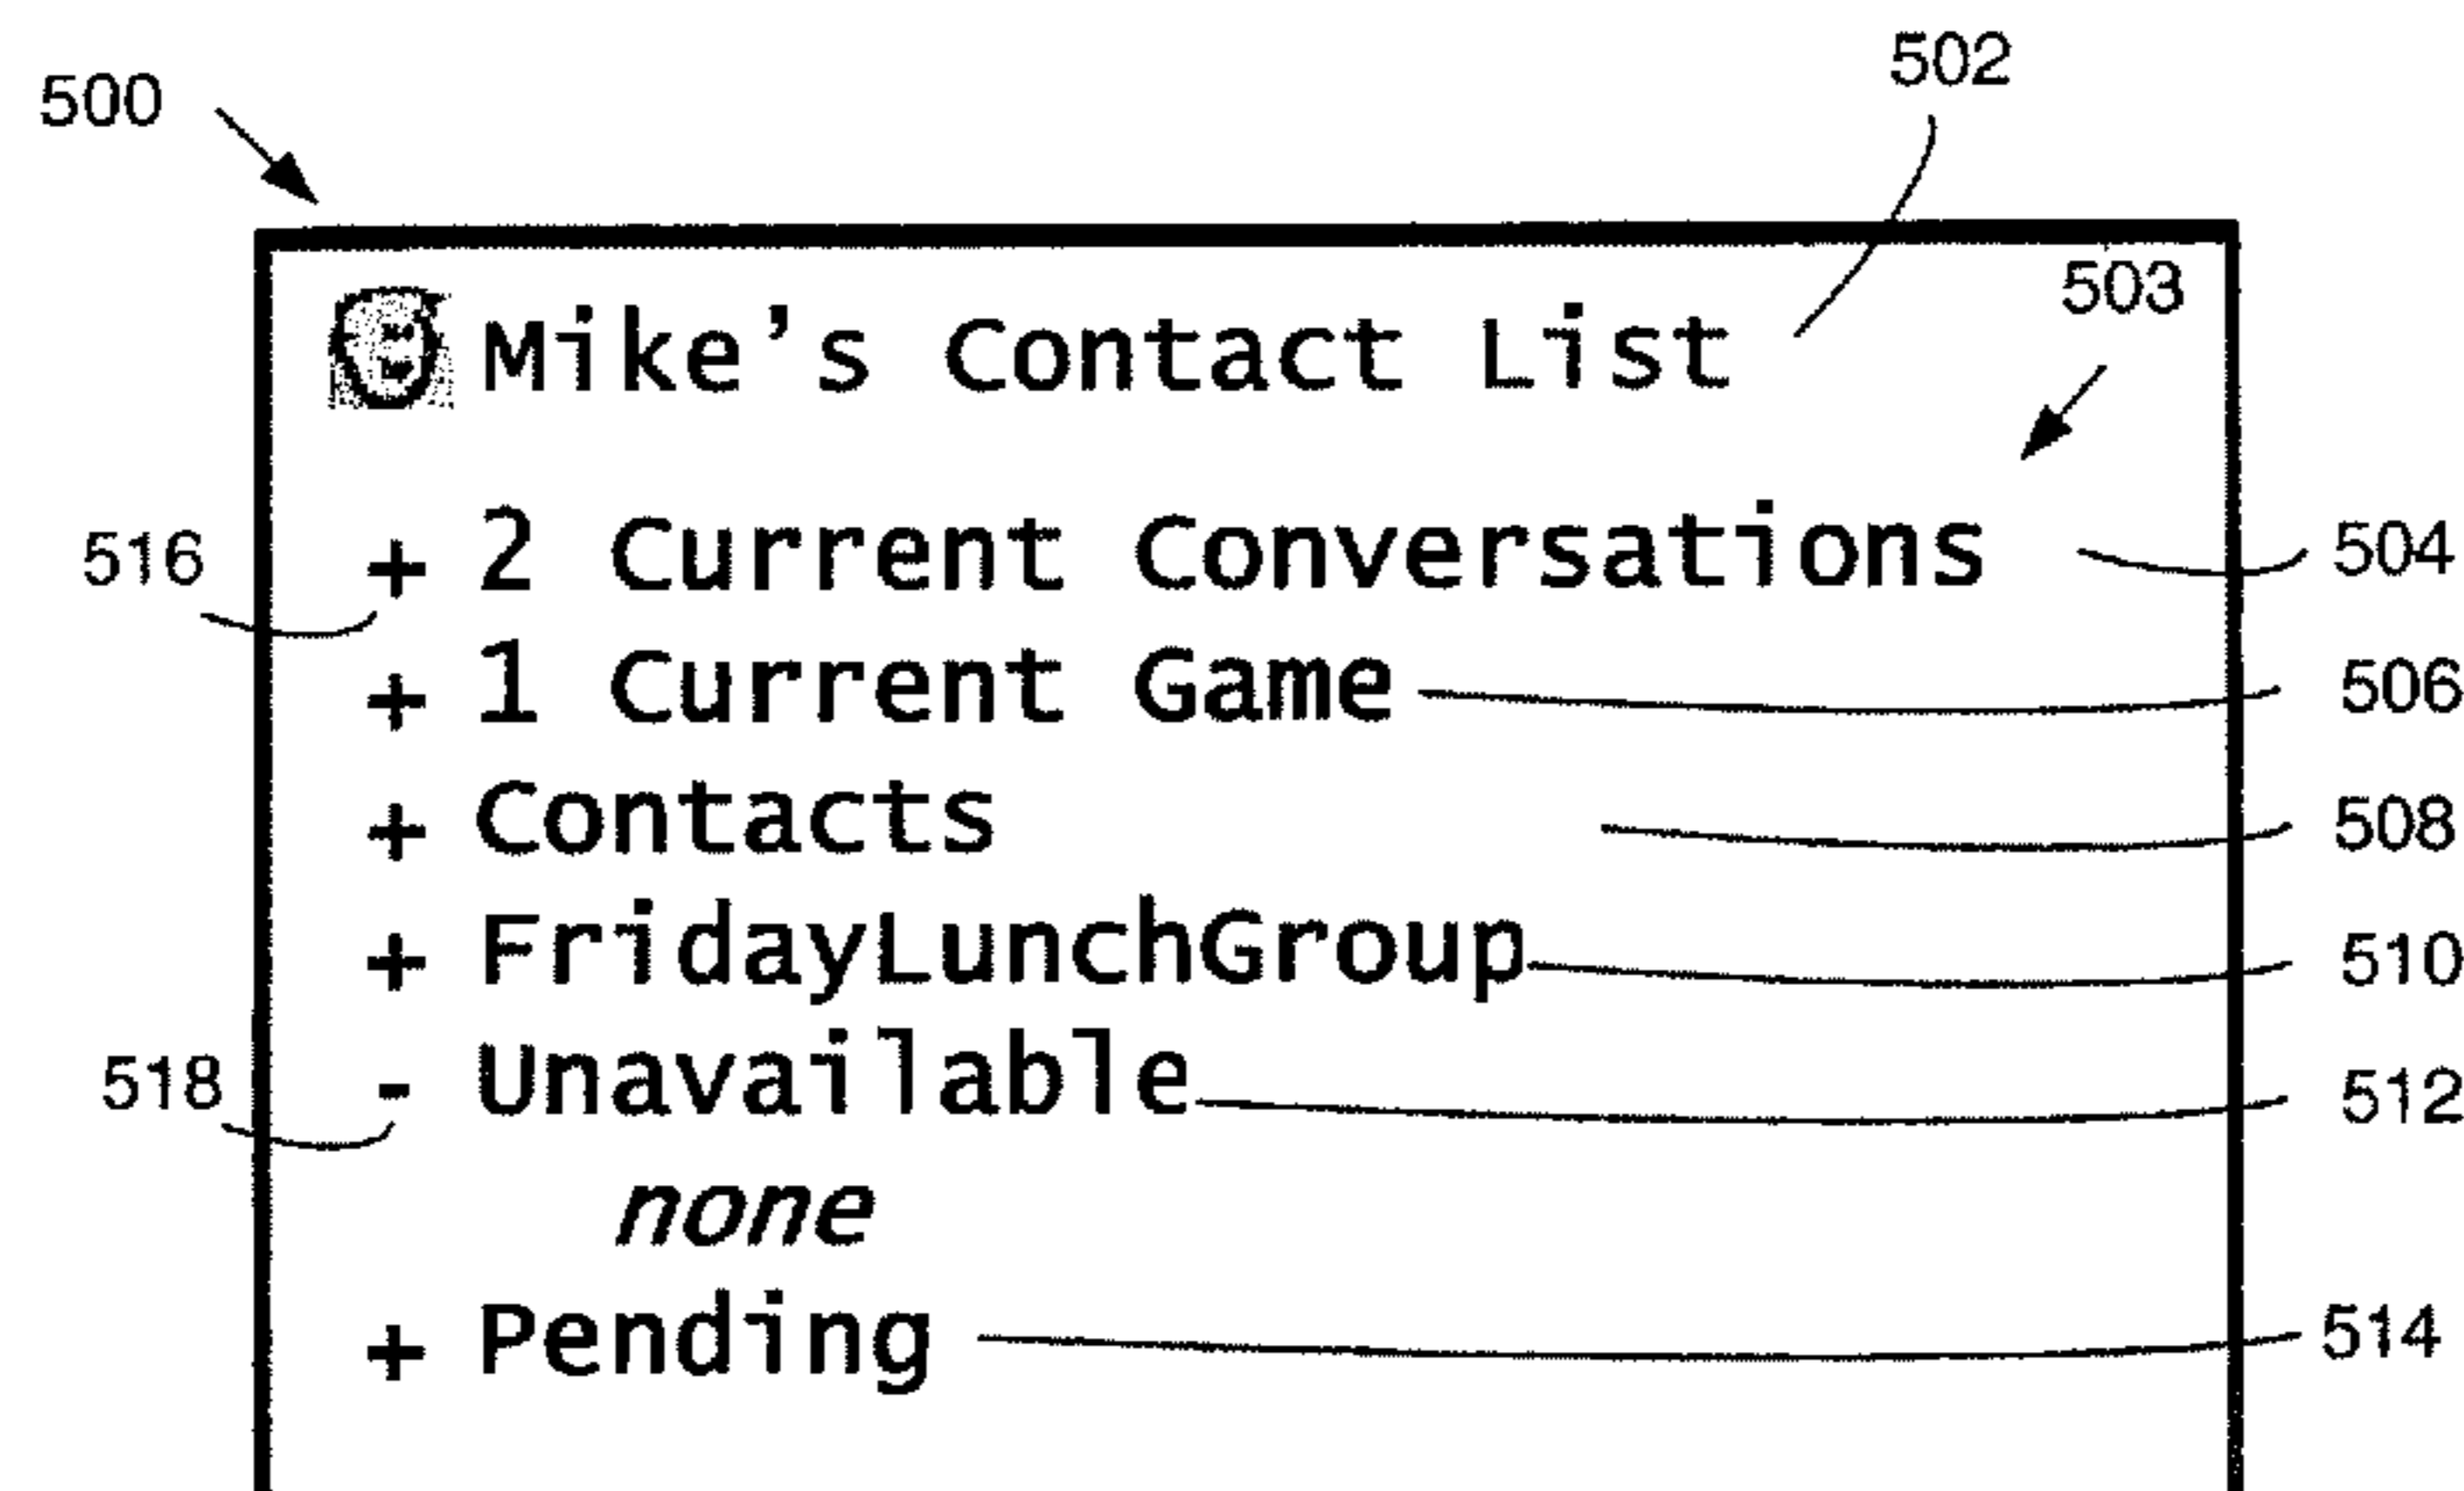 502
500
503
Mike's Contact List
516 + 2 Current Conversations 504
+ 1 Current Game 506
+ Contacts 508
+ FridayLunchGroup 510
518 - Unavailable 512
none
+ Pending 514